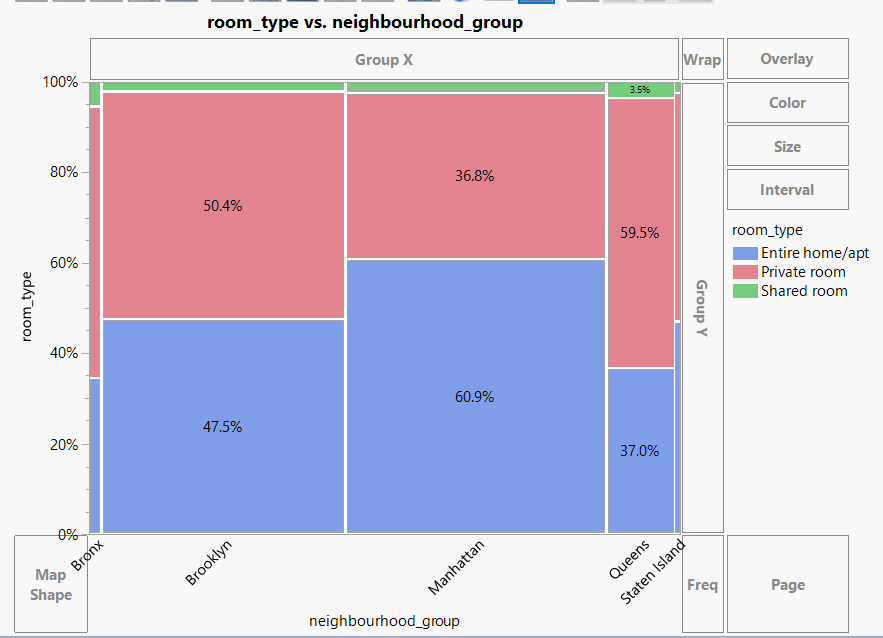 room_type vs. neighbourhood_group
Group X
Wrap
Overlay
Color
Size
Interval
room_type
Entire home/apt
Private room
Shared room
Group Y
room_type
100%
80%
60%
40%
20%
0%
50.4%
47.5%
36.8%
60.9%
3.5%
59.5%
37.0%
Bronx
Brooklyn
Manhattan
Queens
Staten Island
neighbourhood_group
Map
Shape
Freq
Page